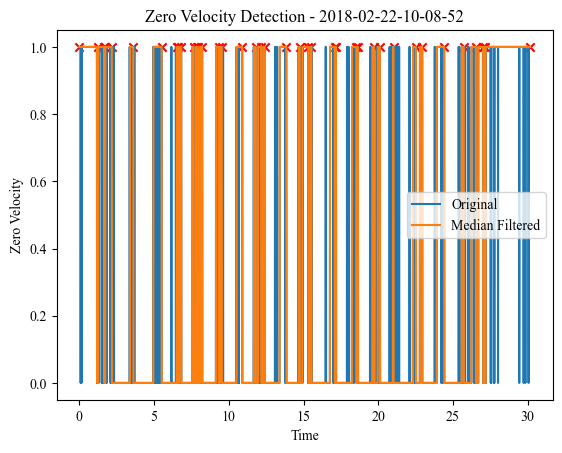 Zero Velocity Detection - 2018-02-22-10-08-52
1.0
0.8
0.6
0.4
0.2
0.0
Zero Velocity
Original
Median Filtered
0 5 10 15 20 25 30
Time